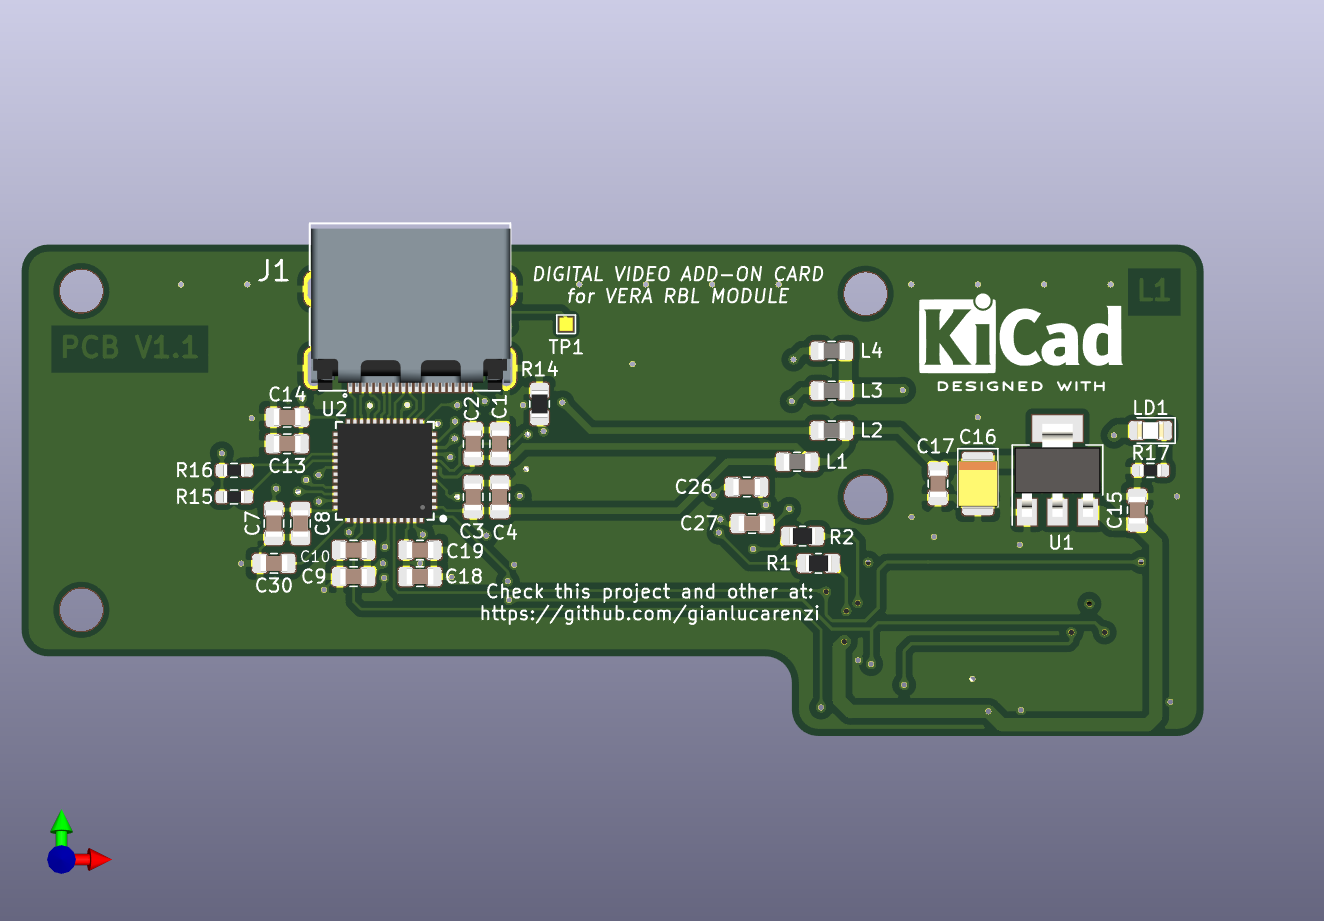 J1
DIGITAL VIDEO ADD-ON CARD
for VERA RBL MODULE
L1
PCB V1.1
TP1
KiCad
DESIGNED WITH
L4
R14
L3
C14
U2
C2
C1
L2
LD1
C13
C17
C16
R17
R16
L1
R15
C26
C15
C7
C8
C3
C4
C27
R2
U1
C10
C19
R1
C30
C9
C18
Check this project and other at:
https://github.com/gianlucarenzi